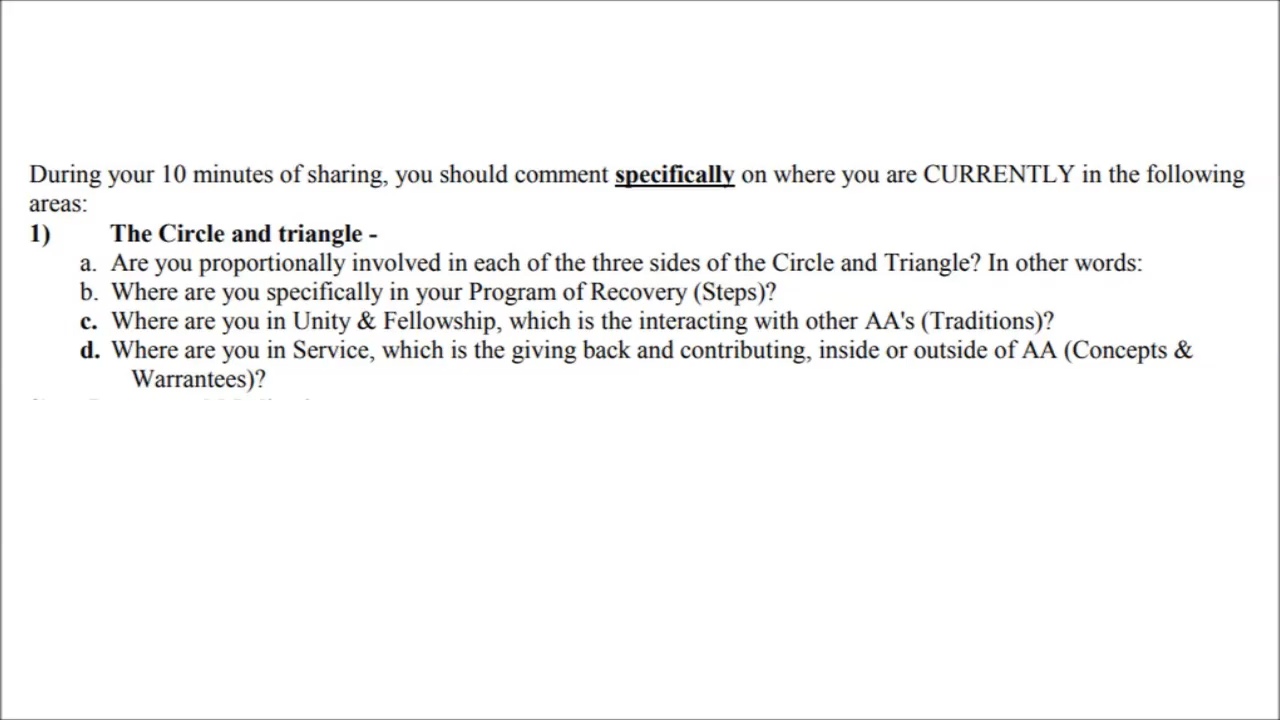 During your 10 minutes of sharing, you should comment specifically on where you are CURRENTLY in the following
areas:
1) The Circle and triangle -
a. Are you proportionally involved in each of the three sides of the Circle and Triangle? In other words:
b. Where are you specifically in your Program of Recovery (Steps)?
c. Where are you in Unity & Fellowship, which is the interacting with other AA's (Traditions)?
d. Where are you in Service, which is the giving back and contributing, inside or outside of AA (Concepts &
Warrantees)?